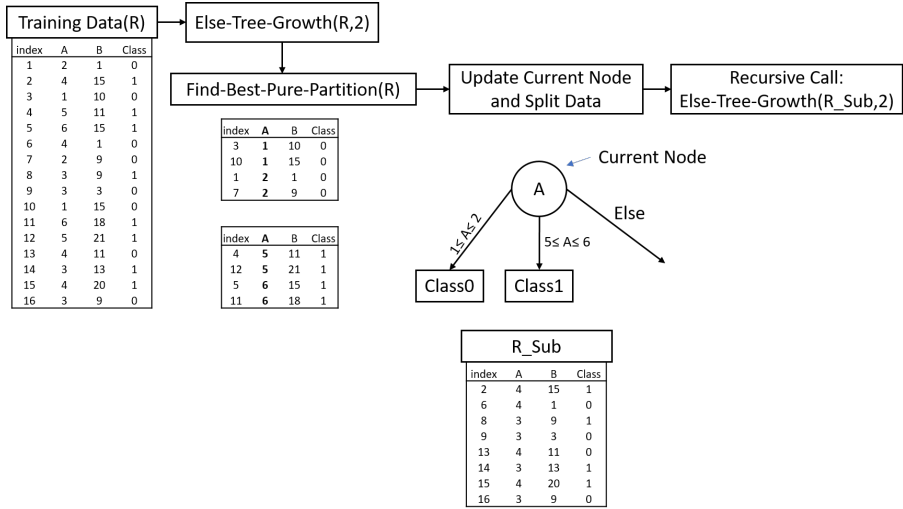 Training Data(R)
Else-Tree-Growth(R,2)
index A B Class
1 2 1 0
2 4 15 1
3 1 10 0
4 5 11 1
5 6 15 1
6 4 1 0
7 2 9 0
8 3 9 1
9 3 3 0
10 1 15 0
11 6 18 1
12 5 21 1
13 4 11 0
14 3 13 1
15 4 20 1
16 3 9 0
Find-Best-Pure-Partition(R)
index A B Class
3 1 10 0
10 1 15 0
1 2 1 0
7 2 9 0
index A B Class
4 5 11 1
12 5 21 1
5 6 15 1
11 6 18 1
Update Current Node
and Split Data
Recursive Call:
Else-Tree-Growth(R_Sub,2)
Current Node
A
1≤ A≤ 2
5≤ A≤ 6
Else
Class0
Class1
R_Sub
index A B Class
2 4 15 1
6 4 1 0
8 3 9 1
9 3 3 0
13 4 11 0
14 3 13 1
15 4 20 1
16 3 9 0